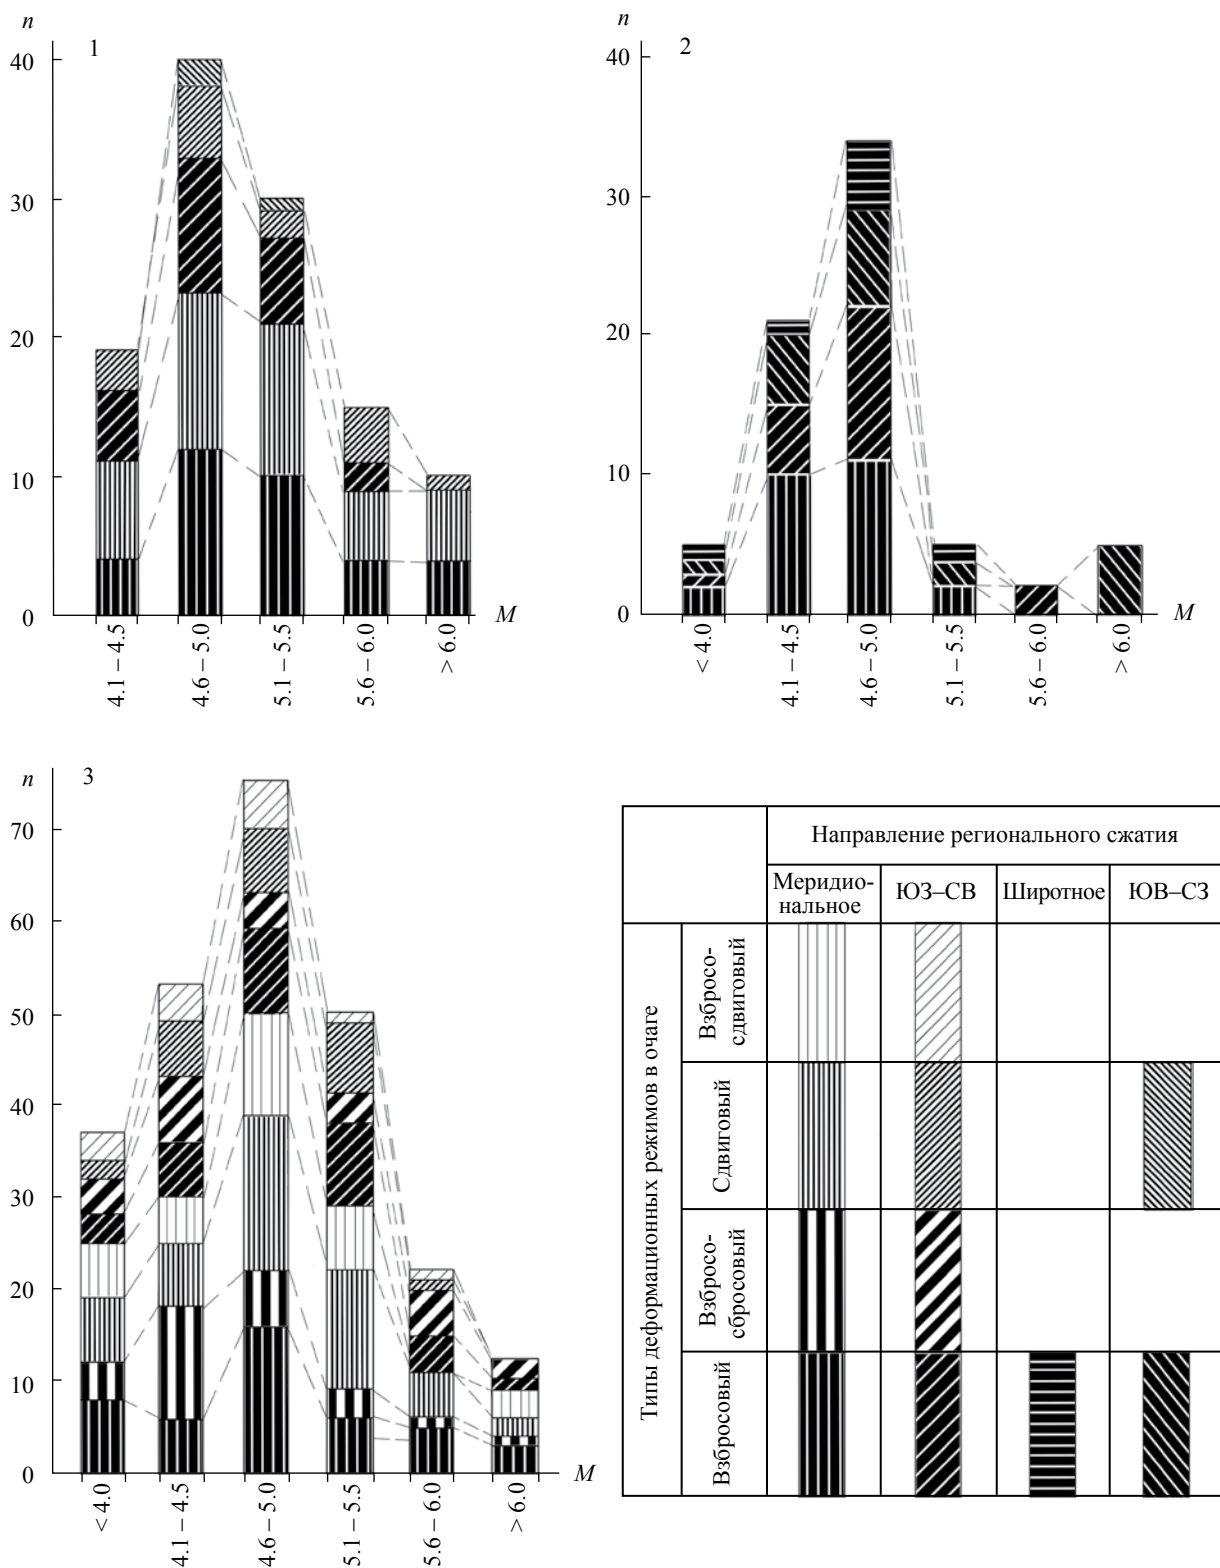 n
1
40
30
20
10
0
M
4.1 – 4.5
4.6 – 5.0
5.1 – 5.5
5.6 – 6.0
> 6.0
n
2
40
30
20
10
0
M
< 4.0
4.1 – 4.5
4.6 – 5.0
5.1 – 5.5
5.6 – 6.0
> 6.0
n
3
70
60
50
40
30
20
10
0
M
< 4.0
4.1 – 4.5
4.6 – 5.0
5.1 – 5.5
5.6 – 6.0
> 6.0
Направление регионального сжатия
Меридио-
нальное
ЮЗ–СВ
Широтное
ЮВ–СЗ
Типы деформационных режимов в очаге
Взбросо-
сдвиговый
Сдвиговый
Взбросо-
сбросовый
Взбросовый